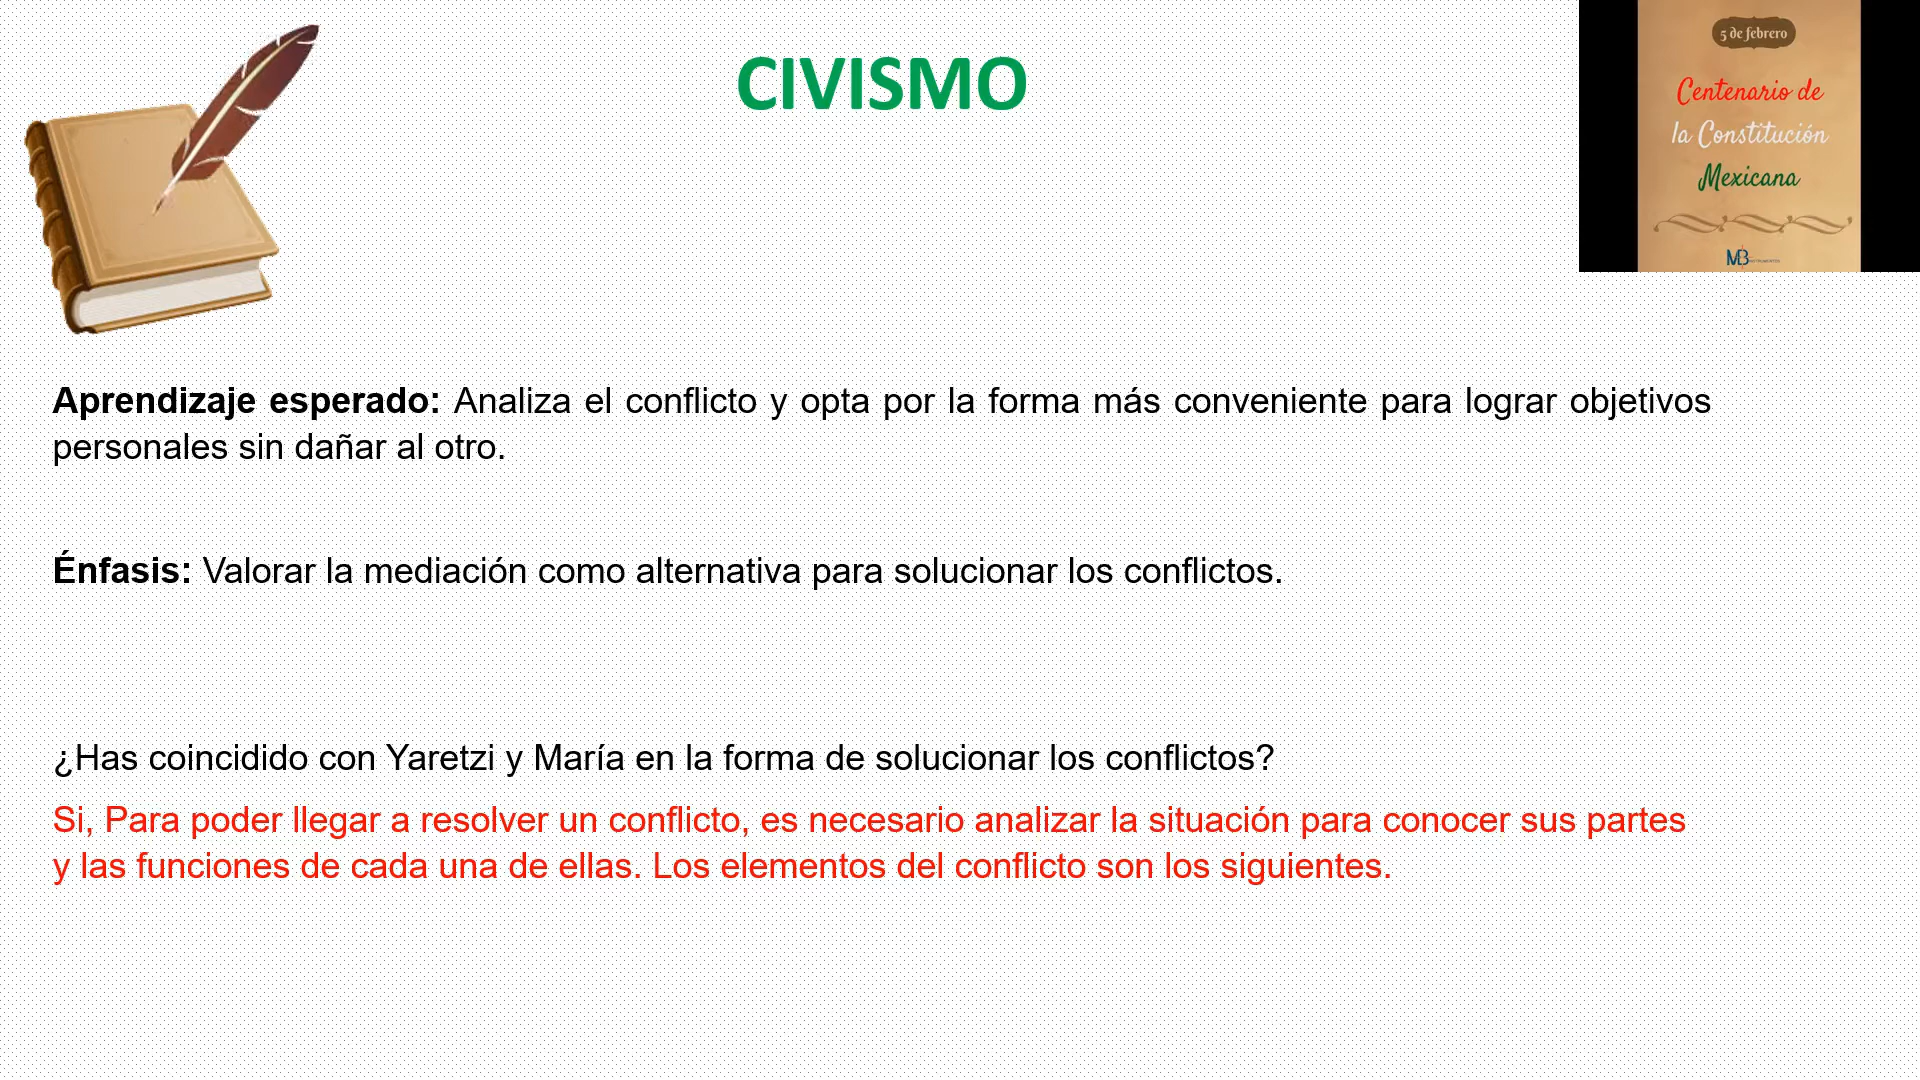 CIVISMO
5 de febrero
Centenario de
la Constitución
Mexicana
MB
Aprendizaje esperado: Analiza el conflicto y opta por la forma más conveniente para lograr objetivos
personales sin dañar al otro.
Énfasis: Valorar la mediación como alternativa para solucionar los conflictos.
¿Has coincidido con Yaretzi y María en la forma de solucionar los conflictos?
Si, Para poder llegar a resolver un conflicto, es necesario analizar la situación para conocer sus partes
y las funciones de cada una de ellas. Los elementos del conflicto son los siguientes.